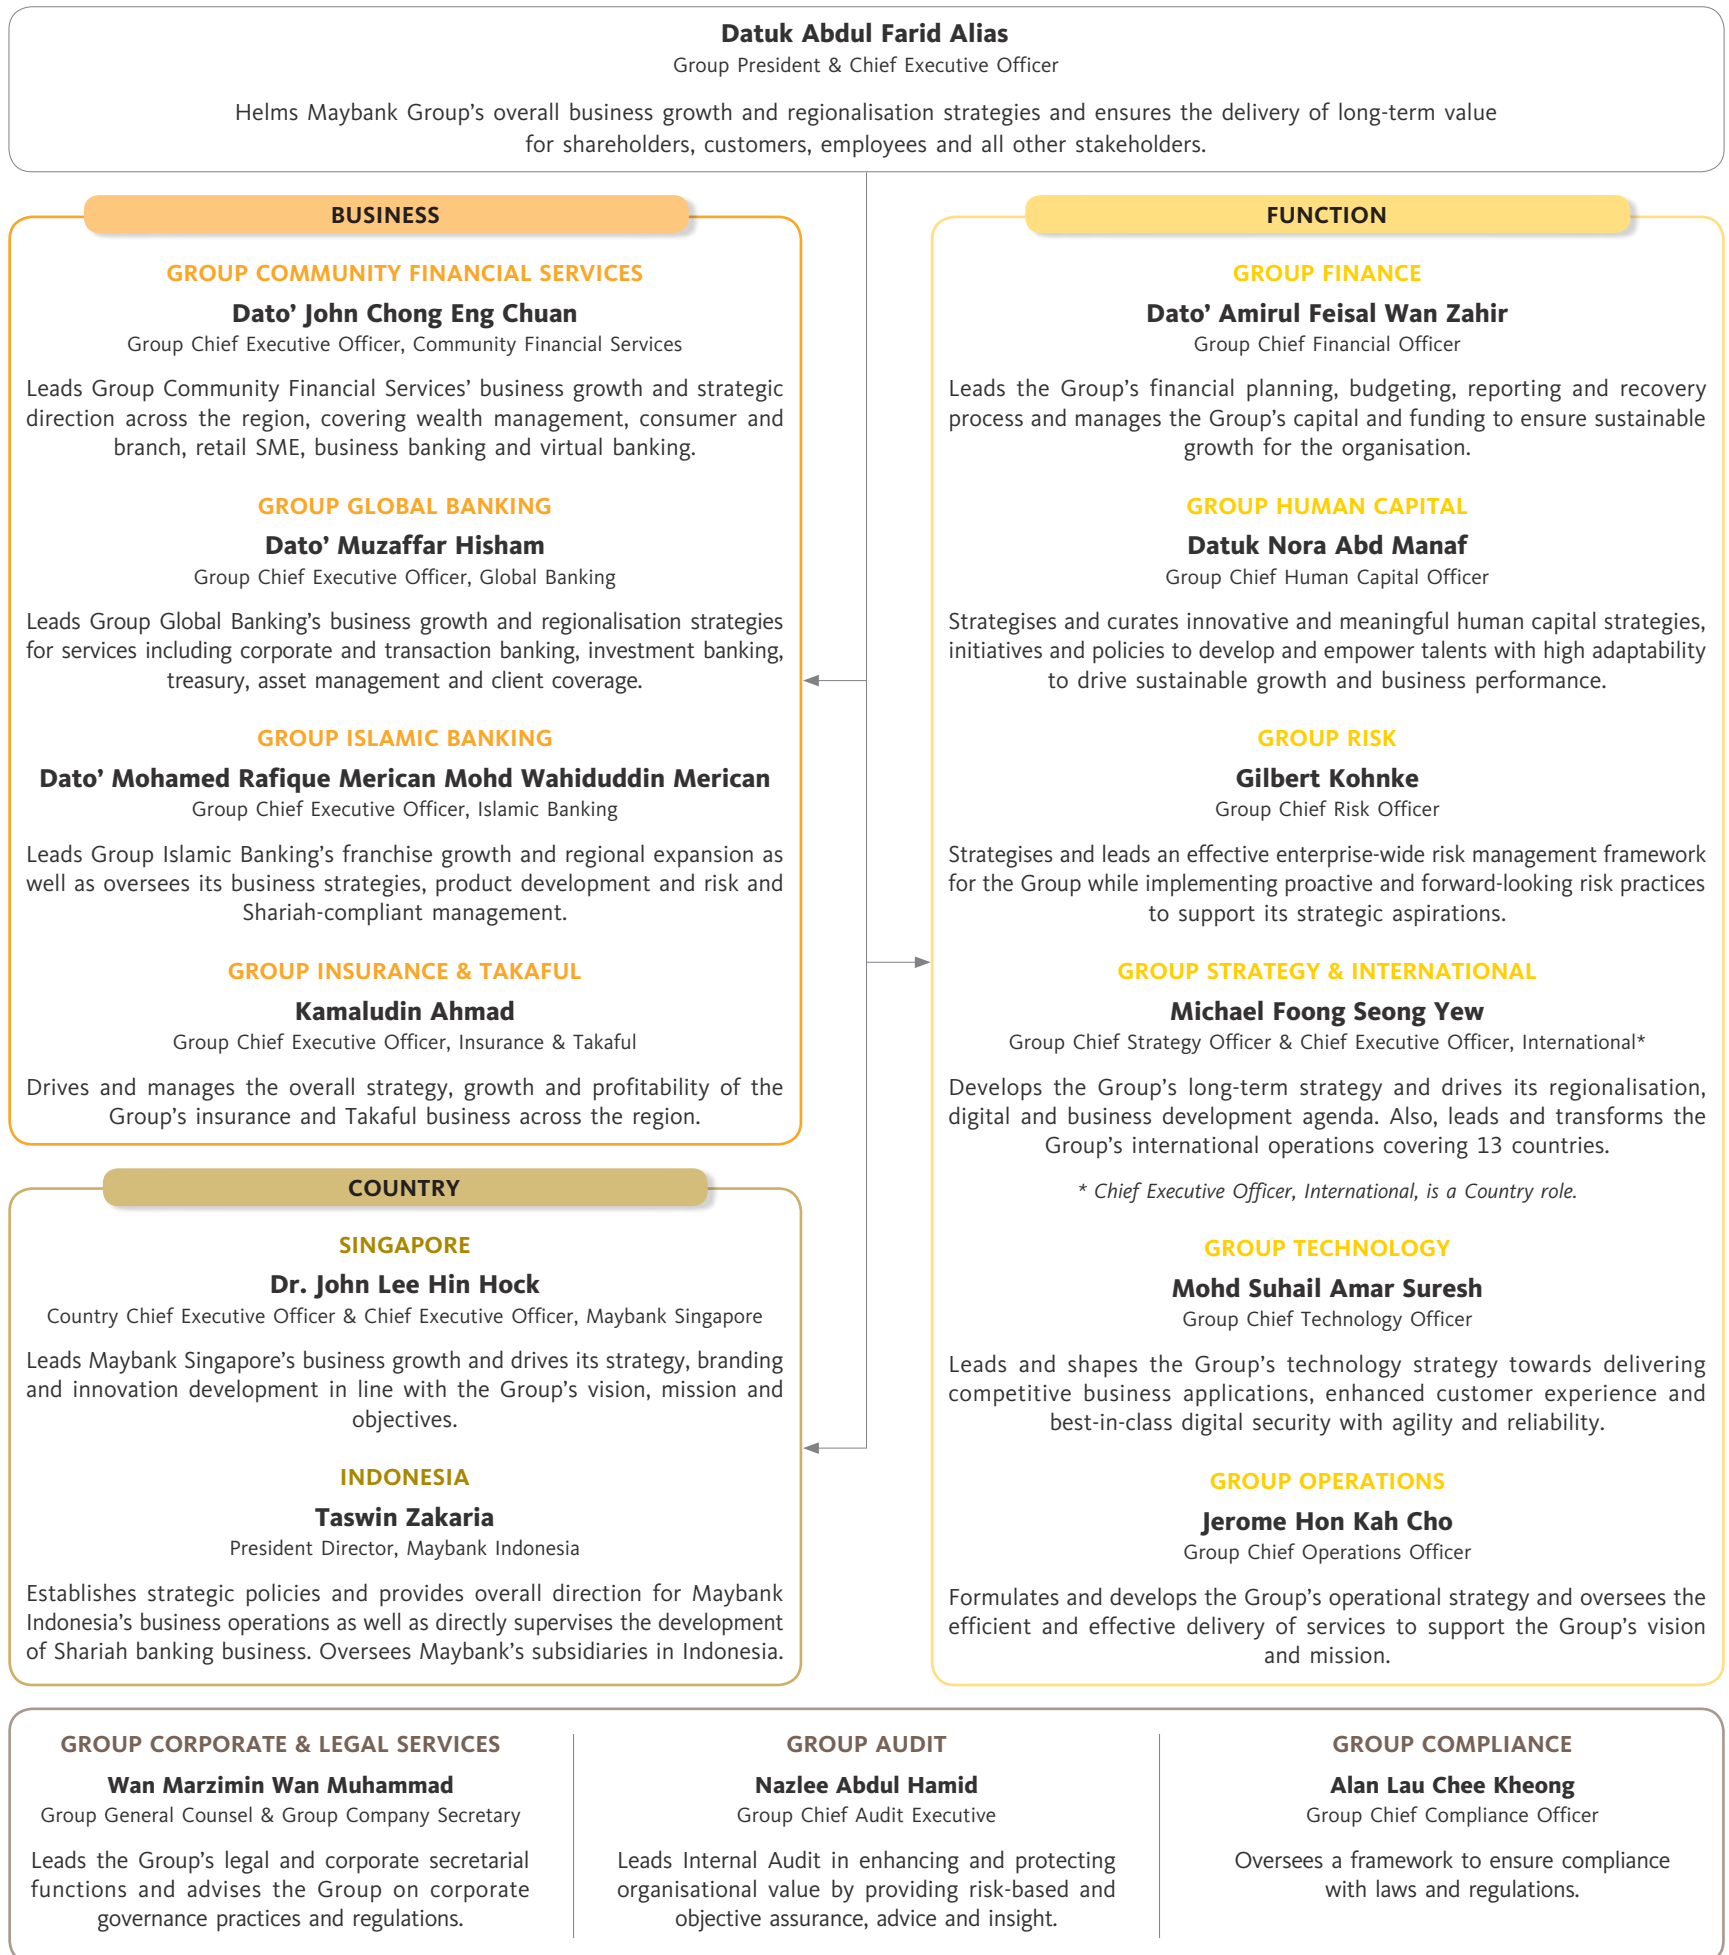 Datuk Abdul Farid Alias
Group President & Chief Executive Officer
Helms Maybank Group’s overall business growth and regionalisation strategies and ensures the delivery of long-term value
for shareholders, customers, employees and all other stakeholders.
BUSINESS
GROUP COMMUNITY FINANCIAL SERVICES
Dato’ John Chong Eng Chuan
Group Chief Executive Officer, Community Financial Services
Leads Group Community Financial Services’ business growth and strategic
direction across the region, covering wealth management, consumer and
branch, retail SME, business banking and virtual banking.
GROUP GLOBAL BANKING
Dato’ Muzaffar Hisham
Group Chief Executive Officer, Global Banking
Leads Group Global Banking’s business growth and regionalisation strategies
for services including corporate and transaction banking, investment banking,
treasury, asset management and client coverage.
GROUP ISLAMIC BANKING
Dato’ Mohamed Rafique Merican Mohd Wahiduddin Merican
Group Chief Executive Officer, Islamic Banking
Leads Group Islamic Banking’s franchise growth and regional expansion as
well as oversees its business strategies, product development and risk and
Shariah-compliant management.
GROUP INSURANCE & TAKAFUL
Kamaludin Ahmad
Group Chief Executive Officer, Insurance & Takaful
Drives and manages the overall strategy, growth and profitability of the
Group’s insurance and Takaful business across the region.
COUNTRY
SINGAPORE
Dr. John Lee Hin Hock
Country Chief Executive Officer & Chief Executive Officer, Maybank Singapore
Leads Maybank Singapore’s business growth and drives its strategy, branding
and innovation development in line with the Group’s vision, mission and
objectives.
INDONESIA
Taswin Zakaria
President Director, Maybank Indonesia
Establishes strategic policies and provides overall direction for Maybank
Indonesia’s business operations as well as directly supervises the development
of Shariah banking business. Oversees Maybank’s subsidiaries in Indonesia.
FUNCTION
GROUP FINANCE
Dato’ Amirul Feisal Wan Zahir
Group Chief Financial Officer
Leads the Group’s financial planning, budgeting, reporting and recovery
process and manages the Group’s capital and funding to ensure sustainable
growth for the organisation.
GROUP HUMAN CAPITAL
Datuk Nora Abd Manaf
Group Chief Human Capital Officer
Strategises and curates innovative and meaningful human capital strategies,
initiatives and policies to develop and empower talents with high adaptability
to drive sustainable growth and business performance.
GROUP RISK
Gilbert Kohnke
Group Chief Risk Officer
Strategises and leads an effective enterprise-wide risk management framework
for the Group while implementing proactive and forward-looking risk practices
to support its strategic aspirations.
GROUP STRATEGY & INTERNATIONAL
Michael Foong Seong Yew
Group Chief Strategy Officer & Chief Executive Officer, International*
Develops the Group’s long-term strategy and drives its regionalisation,
digital and business development agenda. Also, leads and transforms the
Group’s international operations covering 13 countries.
* Chief Executive Officer, International, is a Country role.
GROUP TECHNOLOGY
Mohd Suhail Amar Suresh
Group Chief Technology Officer
Leads and shapes the Group’s technology strategy towards delivering
competitive business applications, enhanced customer experience and
best-in-class digital security with agility and reliability.
GROUP OPERATIONS
Jerome Hon Kah Cho
Group Chief Operations Officer
Formulates and develops the Group’s operational strategy and oversees the
efficient and effective delivery of services to support the Group’s vision
and mission.
GROUP CORPORATE & LEGAL SERVICES
Wan Marzimin Wan Muhammad
Group General Counsel & Group Company Secretary
Leads the Group’s legal and corporate secretarial
functions and advises the Group on corporate
governance practices and regulations.
GROUP AUDIT
Nazlee Abdul Hamid
Group Chief Audit Executive
Leads Internal Audit in enhancing and protecting
organisational value by providing risk-based and
objective assurance, advice and insight.
GROUP COMPLIANCE
Alan Lau Chee Kheong
Group Chief Compliance Officer
Oversees a framework to ensure compliance
with laws and regulations.